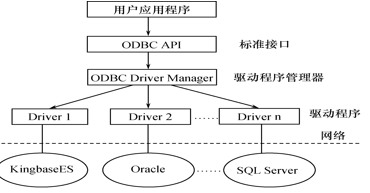 用户应用程序
ODBC API 标准接口
ODBC Driver Manager 驱动程序管理器
Driver 1 Driver 2 ...... Driver n 驱动程序
网络
KingbaseES Oracle ...... SQL Server